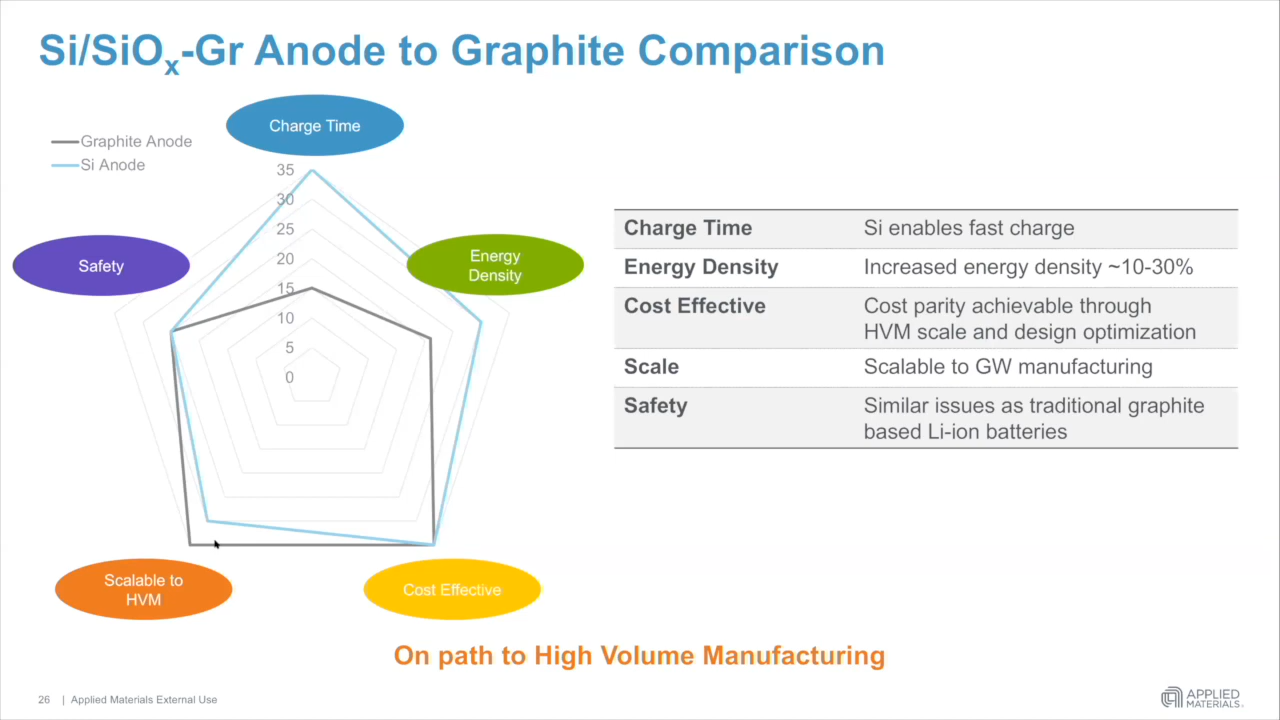 Si/SiOx-Gr Anode to Graphite Comparison
Charge Time
Graphite Anode
Si Anode
35
30
25
20
15
10
5
0
Safety
Energy
Density
Scalable to
HVM
Cost Effective
Charge Time Si enables fast charge
Energy Density Increased energy density ~10-30%
Cost Effective Cost parity achievable through
HVM scale and design optimization
Scale Scalable to GW manufacturing
Safety Similar issues as traditional graphite
based Li-ion batteries
On path to High Volume Manufacturing
26 | Applied Materials External Use
APPLIED
MATERIALS